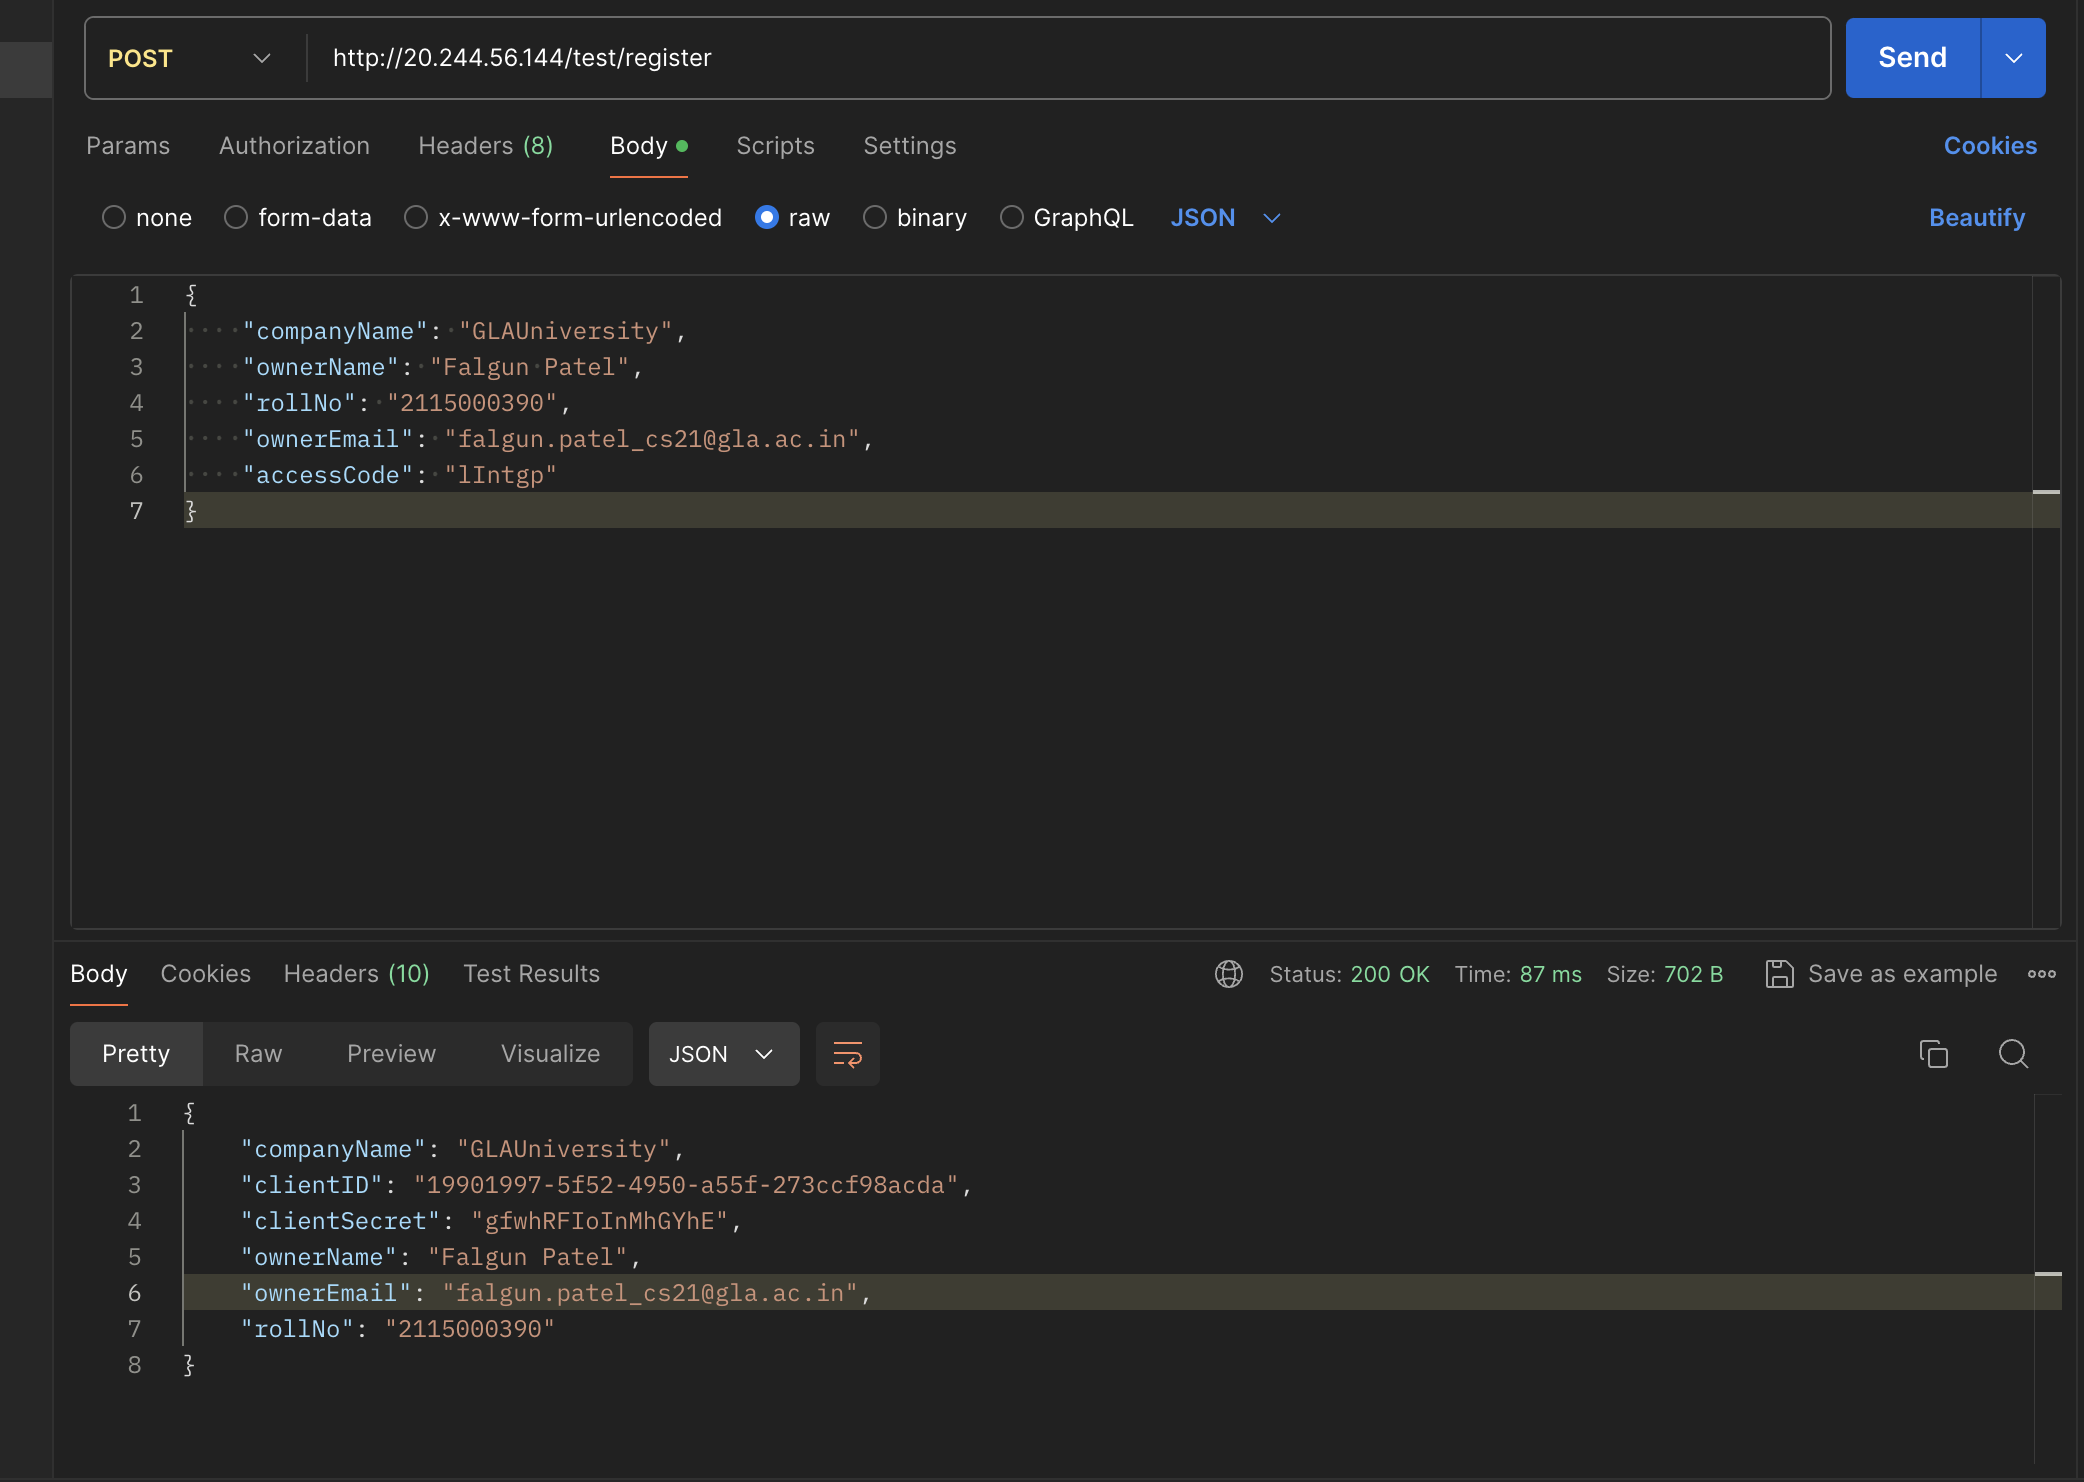 POST http://20.244.56.144/test/register Send
Params Authorization Headers (8) Body Scripts Settings Cookies
none form-data x-www-form-urlencoded raw binary GraphQL JSON Beautify
1 {
2 "companyName": "GLAUniversity",
3 "ownerName": "Falgun Patel",
4 "rollNo": "2115000390",
5 "ownerEmail": "falgun.patel_cs21@gla.ac.in",
6 "accessCode": "lIntgp"
7 }
Body Cookies Headers (10) Test Results Status: 200 OK Time: 87 ms Size: 702 B Save as example
Pretty Raw Preview Visualize JSON
1 {
2 "companyName": "GLAUniversity",
3 "clientID": "19901997-5f52-4950-a55f-273ccf98acda",
4 "clientSecret": "gfwhRFIoInMhGYhE",
5 "ownerName": "Falgun Patel",
6 "ownerEmail": "falgun.patel_cs21@gla.ac.in",
7 "rollNo": "2115000390"
8 }